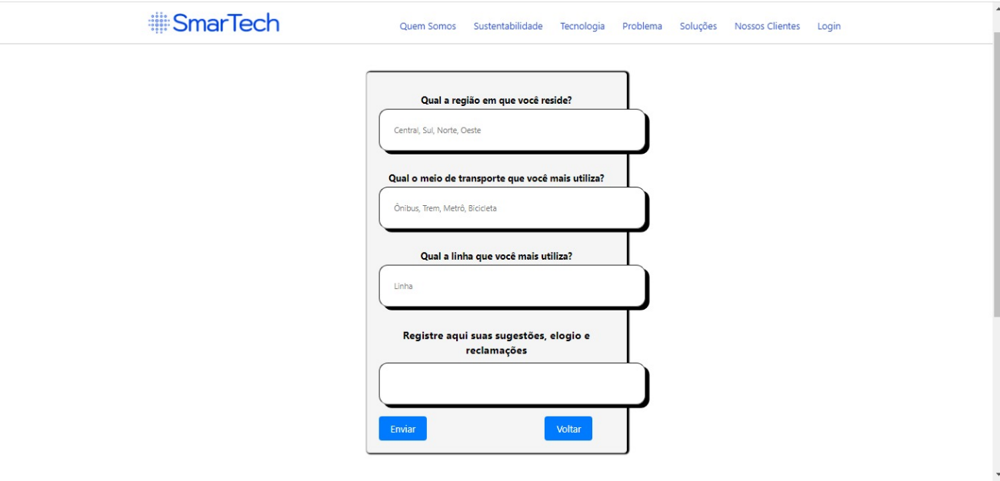 SmarTech
Quem Somos Sustentabilidade Tecnologia Problema Soluções Nossos Clientes Login
Qual a região em que você reside?
Central, Sul, Norte, Oeste
Qual o meio de transporte que você mais utiliza?
Ônibus, Trem, Metrô, Bicicleta
Qual a linha que você mais utiliza?
Linha
Registre aqui suas sugestões, elogio e
reclamações
Enviar Voltar